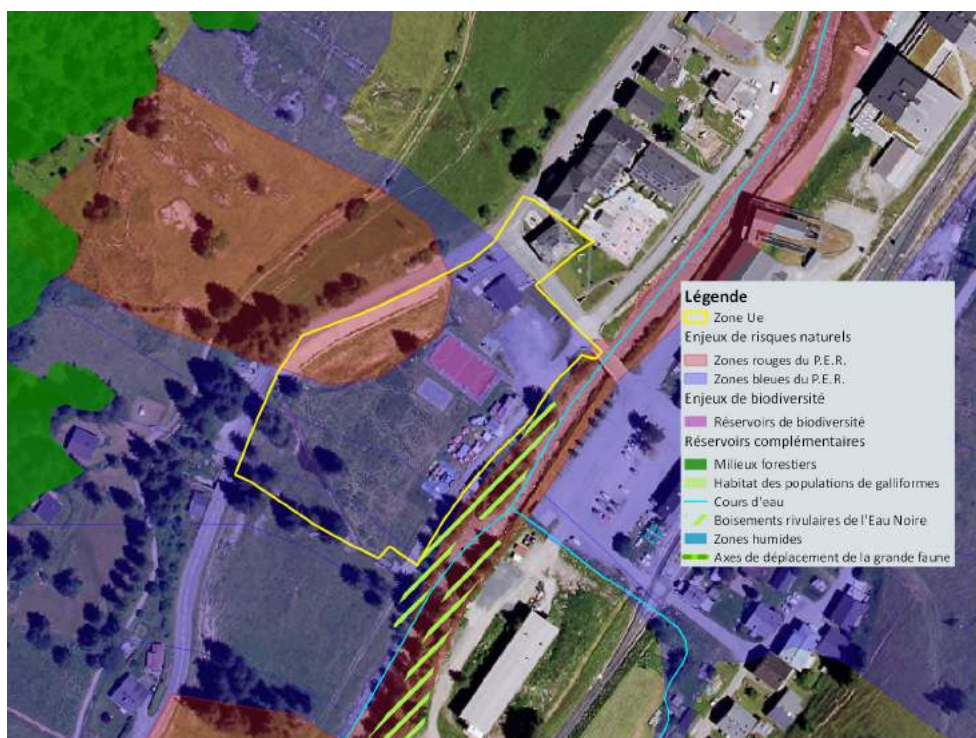 Légende
Zone Ue
Enjeux de risques naturels
Zones rouges du P.E.R.
Zones bleues du P.E.R.
Enjeux de biodiversité
Réservoirs de biodiversité
Réservoirs complémentaires
Milieux forestiers
Habitat des populations de galliformes
Cours d'eau
Boisements rivulaires de l'Eau Noire
Zones humides
Axes de déplacement de la grande faune